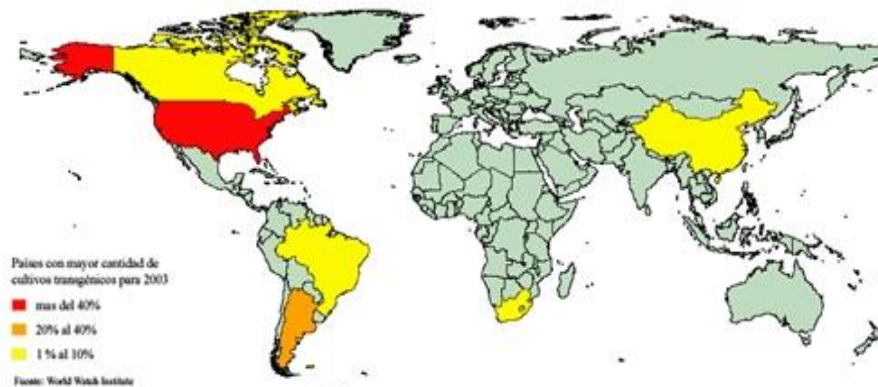 Países con mayor cantidad de
cultivos transgénicos para 2003
mas del 40%
20% al 40%
1 % al 10%
Fuente: World Watch Institute